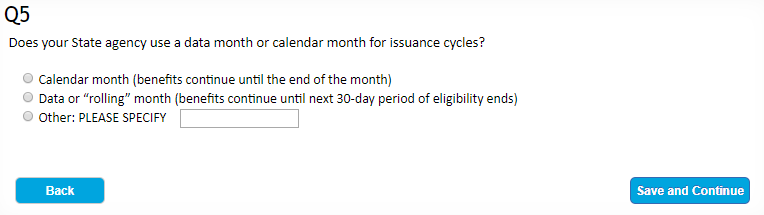 Q5
Does your State agency use a data month or calendar month for issuance cycles?
Calendar month (benefits continue until the end of the month)
Data or “rolling” month (benefits continue until next 30-day period of eligibility ends)
Other: PLEASE SPECIFY
Back
Save and Continue